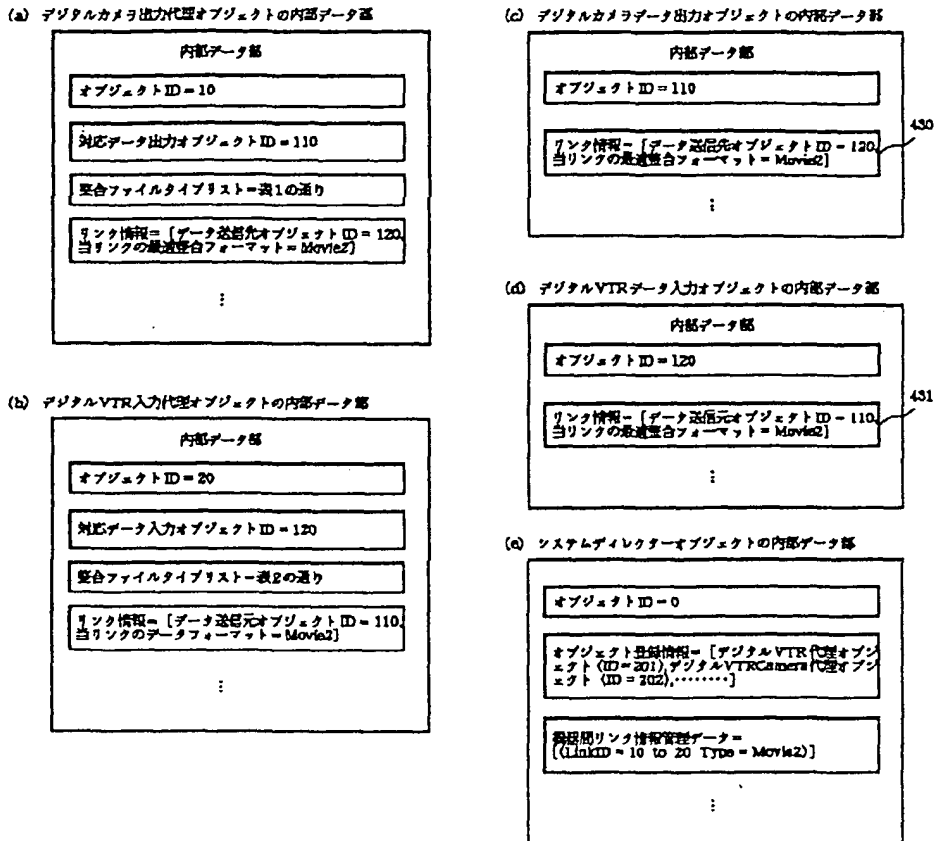 (a) デジタルカメラ出力代理オブジェクトの内部データ部
内部データ部
オブジェクトID＝10
対応データ出力オブジェクトID＝110
整合ファイルタイプリスト＝表1の通り
リンク情報＝［データ送信先オブジェクトID＝120,
当リンクの最適整合フォーマット＝Movie2］
⋮
(b) デジタルVTR入力代理オブジェクトの内部データ部
内部データ部
オブジェクトID＝20
対応データ入力オブジェクトID＝120
整合ファイルタイプリスト＝表2の通り
リンク情報＝［データ送信元オブジェクトID＝110,
当リンクのデータフォーマット＝Movie2］
⋮
(c) デジタルカメラデータ出力オブジェクトの内部データ部
内部データ部
オブジェクトID＝110
430
リンク情報＝［データ送信先オブジェクトID＝120,
当リンクの最適整合フォーマット＝Movie2］
⋮
(d) デジタルVTRデータ入力オブジェクトの内部データ部
内部データ部
オブジェクトID＝120
431
リンク情報＝［データ送信元オブジェクトID＝110,
当リンクの最適整合フォーマット＝Movie2］
⋮
(e) システムディレクターオブジェクトの内部データ部
オブジェクトID＝0
オブジェクト登録情報＝［デジタルVTR代理オブジ
ェクト（ID＝201),デジタルVTRCamera代理オブジ
ェクト（ID＝202),‥‥‥‥］
機器間リンク情報管理データ＝
[(LinkID＝10 to 20 Type＝Movie2)]
⋮